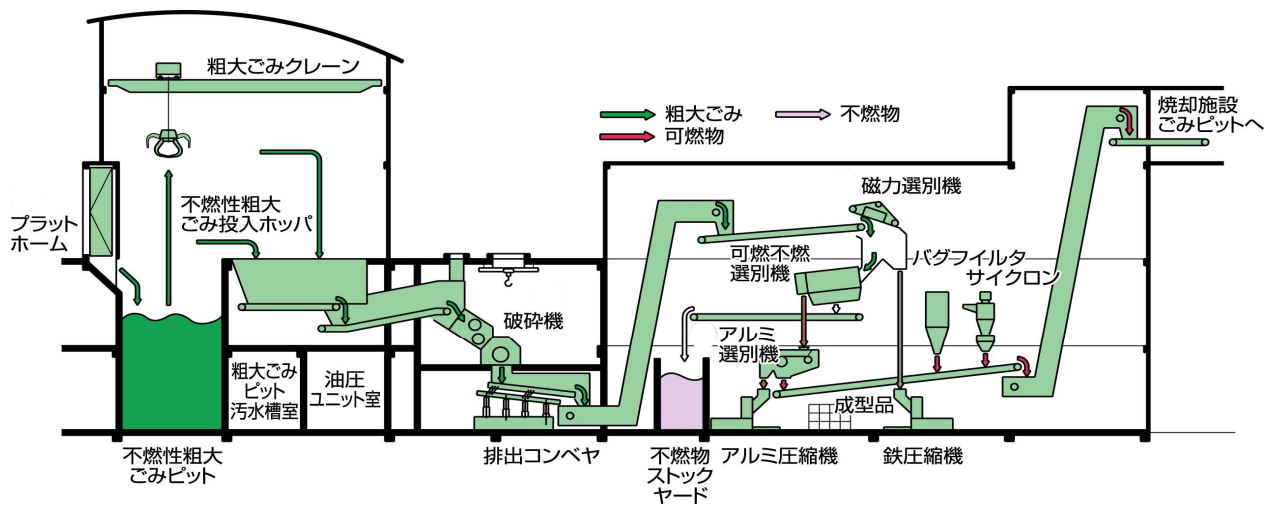 粗大ごみクレーン
粗大ごみ
不燃物
可燃物
焼却施設
ごみピットへ
磁力選別機
プラット
ホーム
不燃性粗大
ごみ投入ホッパ
可燃不燃
選別機
バグフイルタ
サイクロン
破砕機
アルミ
選別機
粗大ごみ
ピット
汚水槽室
油圧
ユニット室
成型品
不燃性粗大
ごみピット
排出コンベヤ
不燃物
ストック
ヤード
アルミ圧縮機
鉄圧縮機